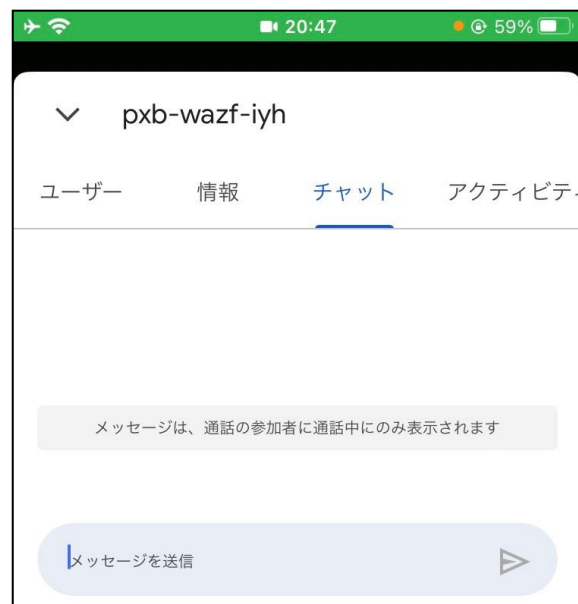 20:47
59%
pxb-wazf-iyh
ユーザー 情報 チャット アクティビティ
メッセージは、通話の参加者に通話中にのみ表示されます
メッセージを送信